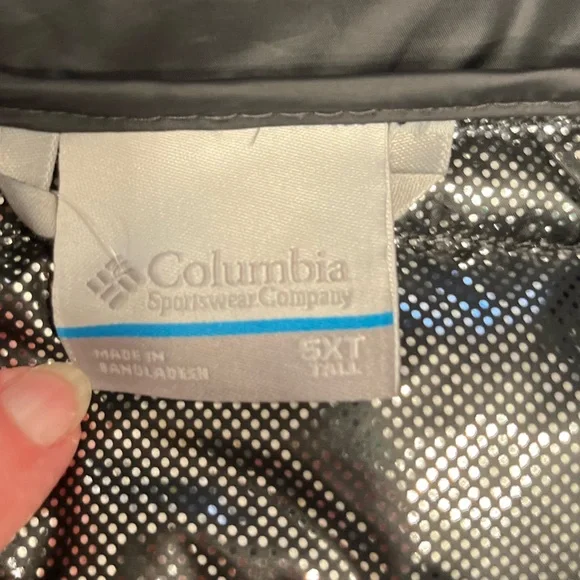 Columbia
Sportswear Company
MADE IN
BANGLADESH
5XT
TALL